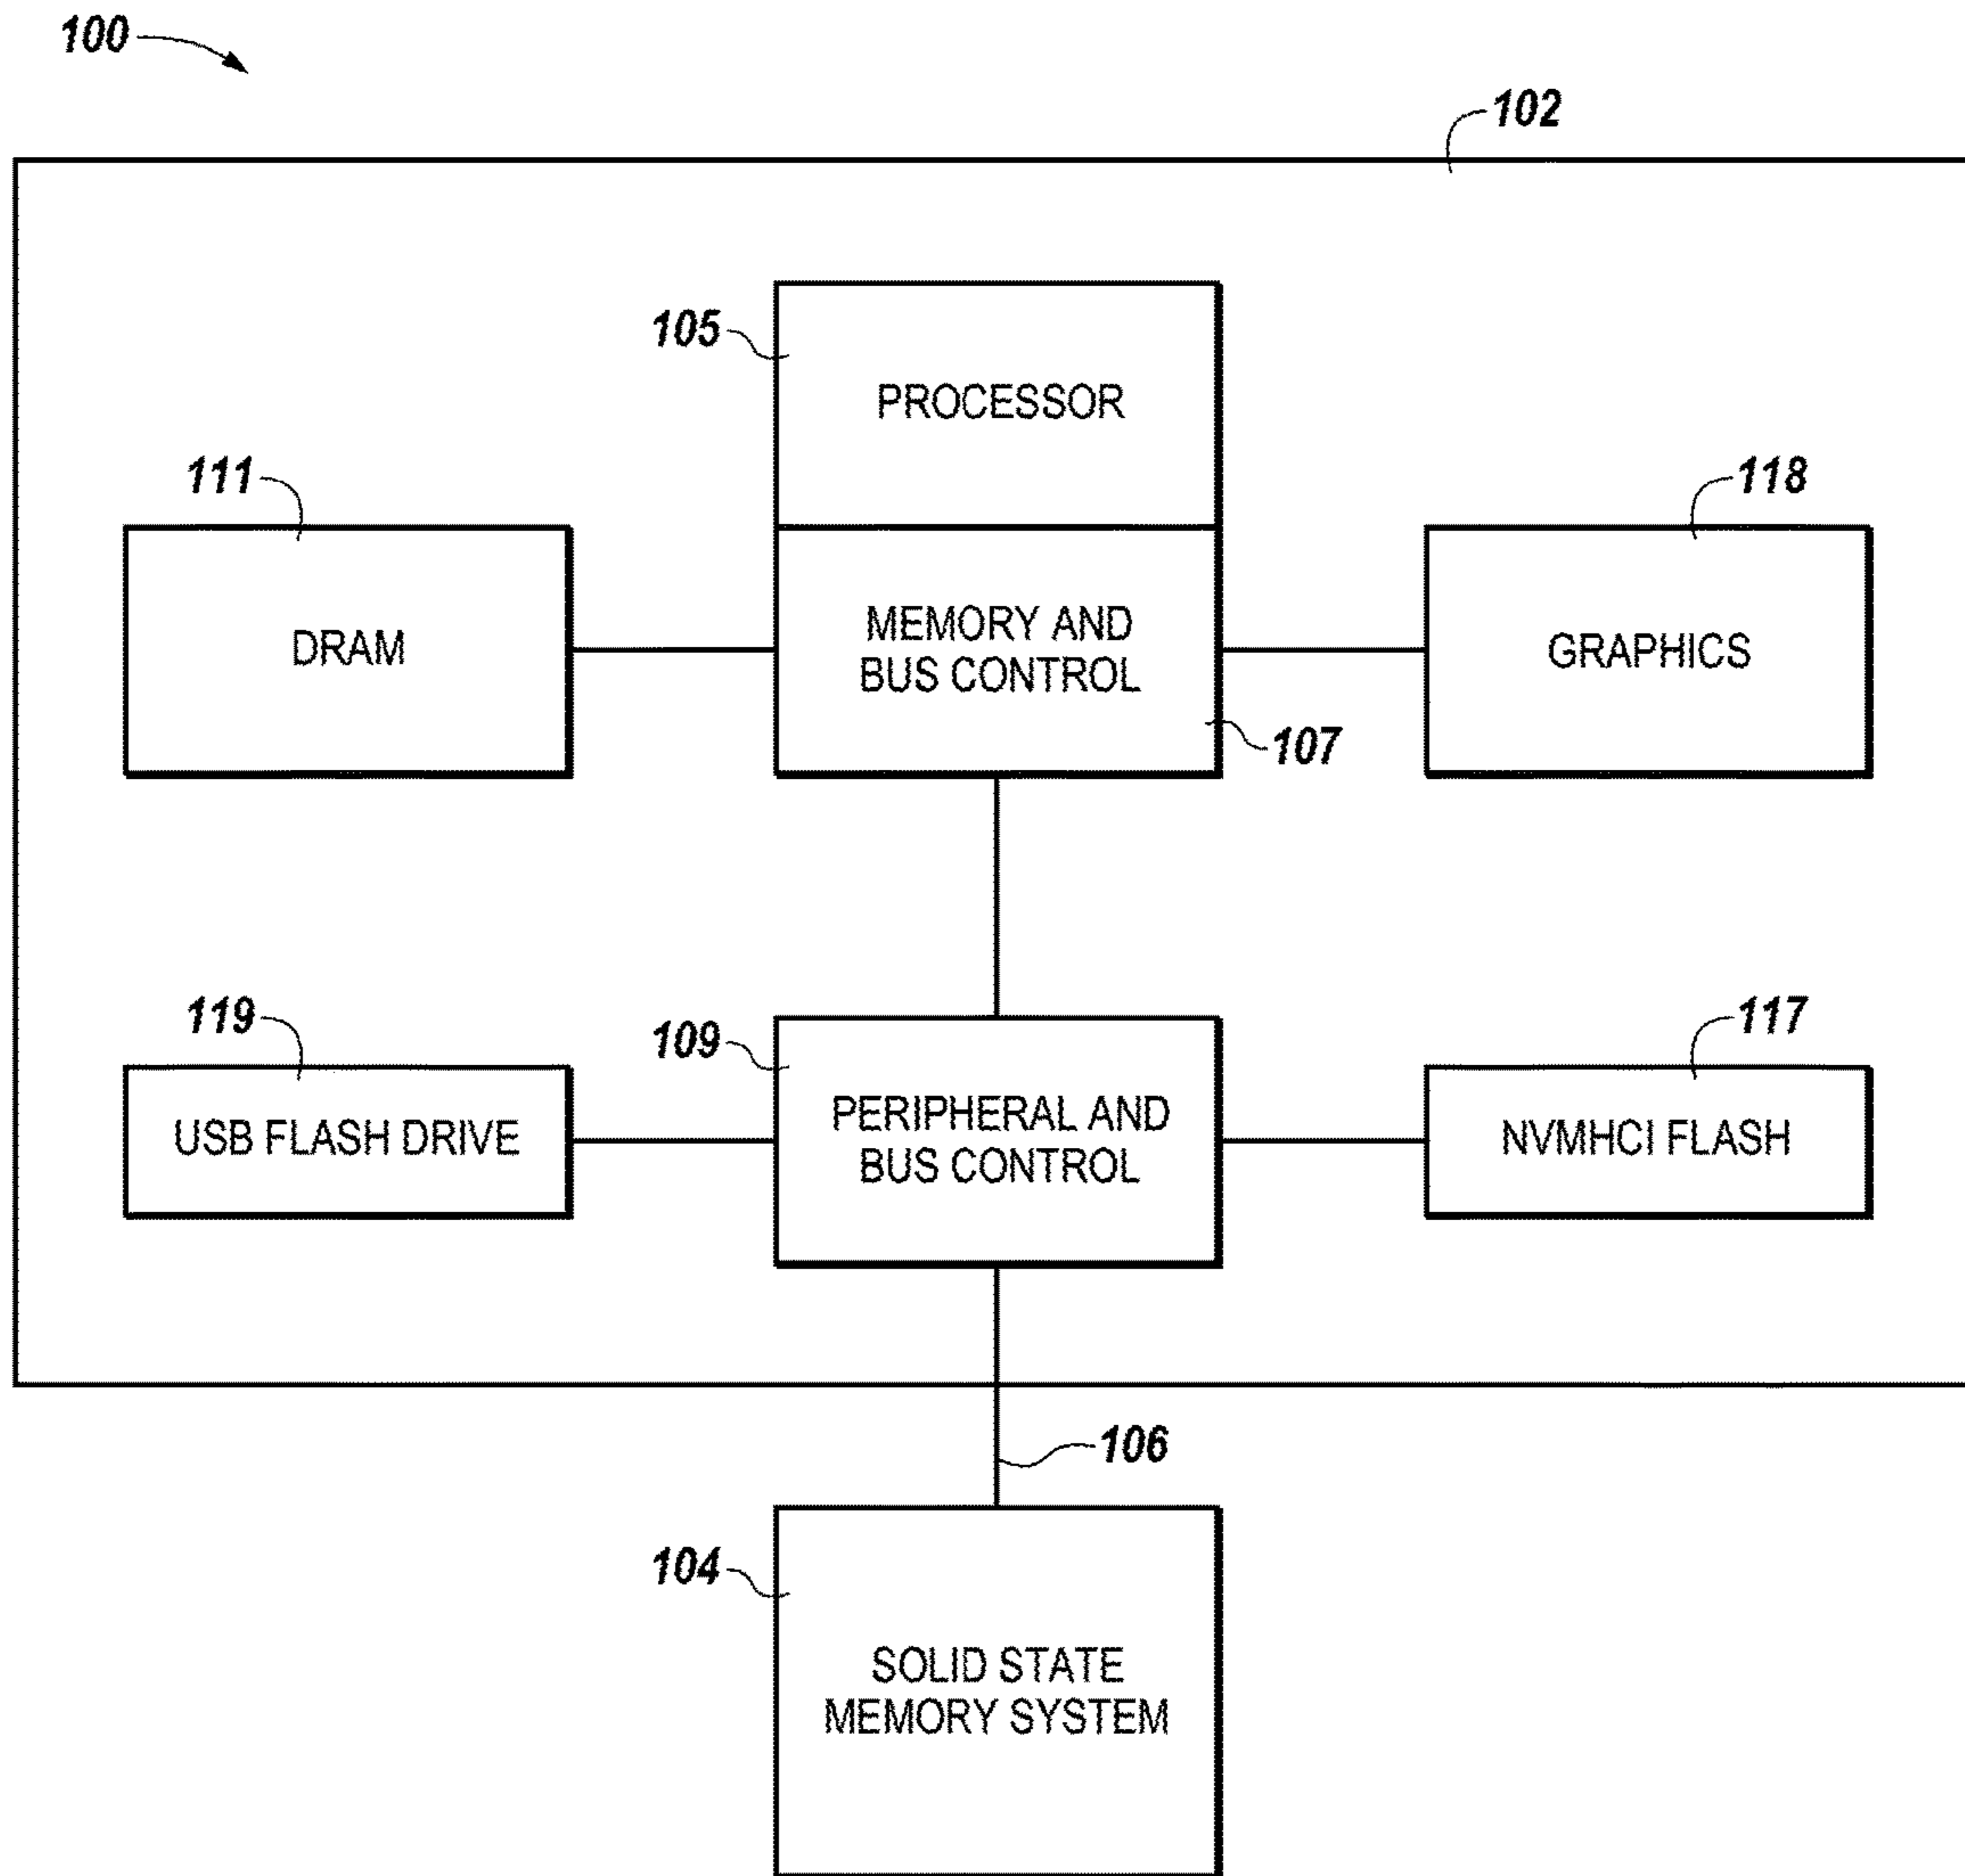 100
102
105
PROCESSOR
111
118
DRAM
MEMORY AND
BUS CONTROL
GRAPHICS
107
119
109
117
USB FLASH DRIVE
PERIPHERAL AND
BUS CONTROL
NVMHCI FLASH
106
104
SOLID STATE
MEMORY SYSTEM